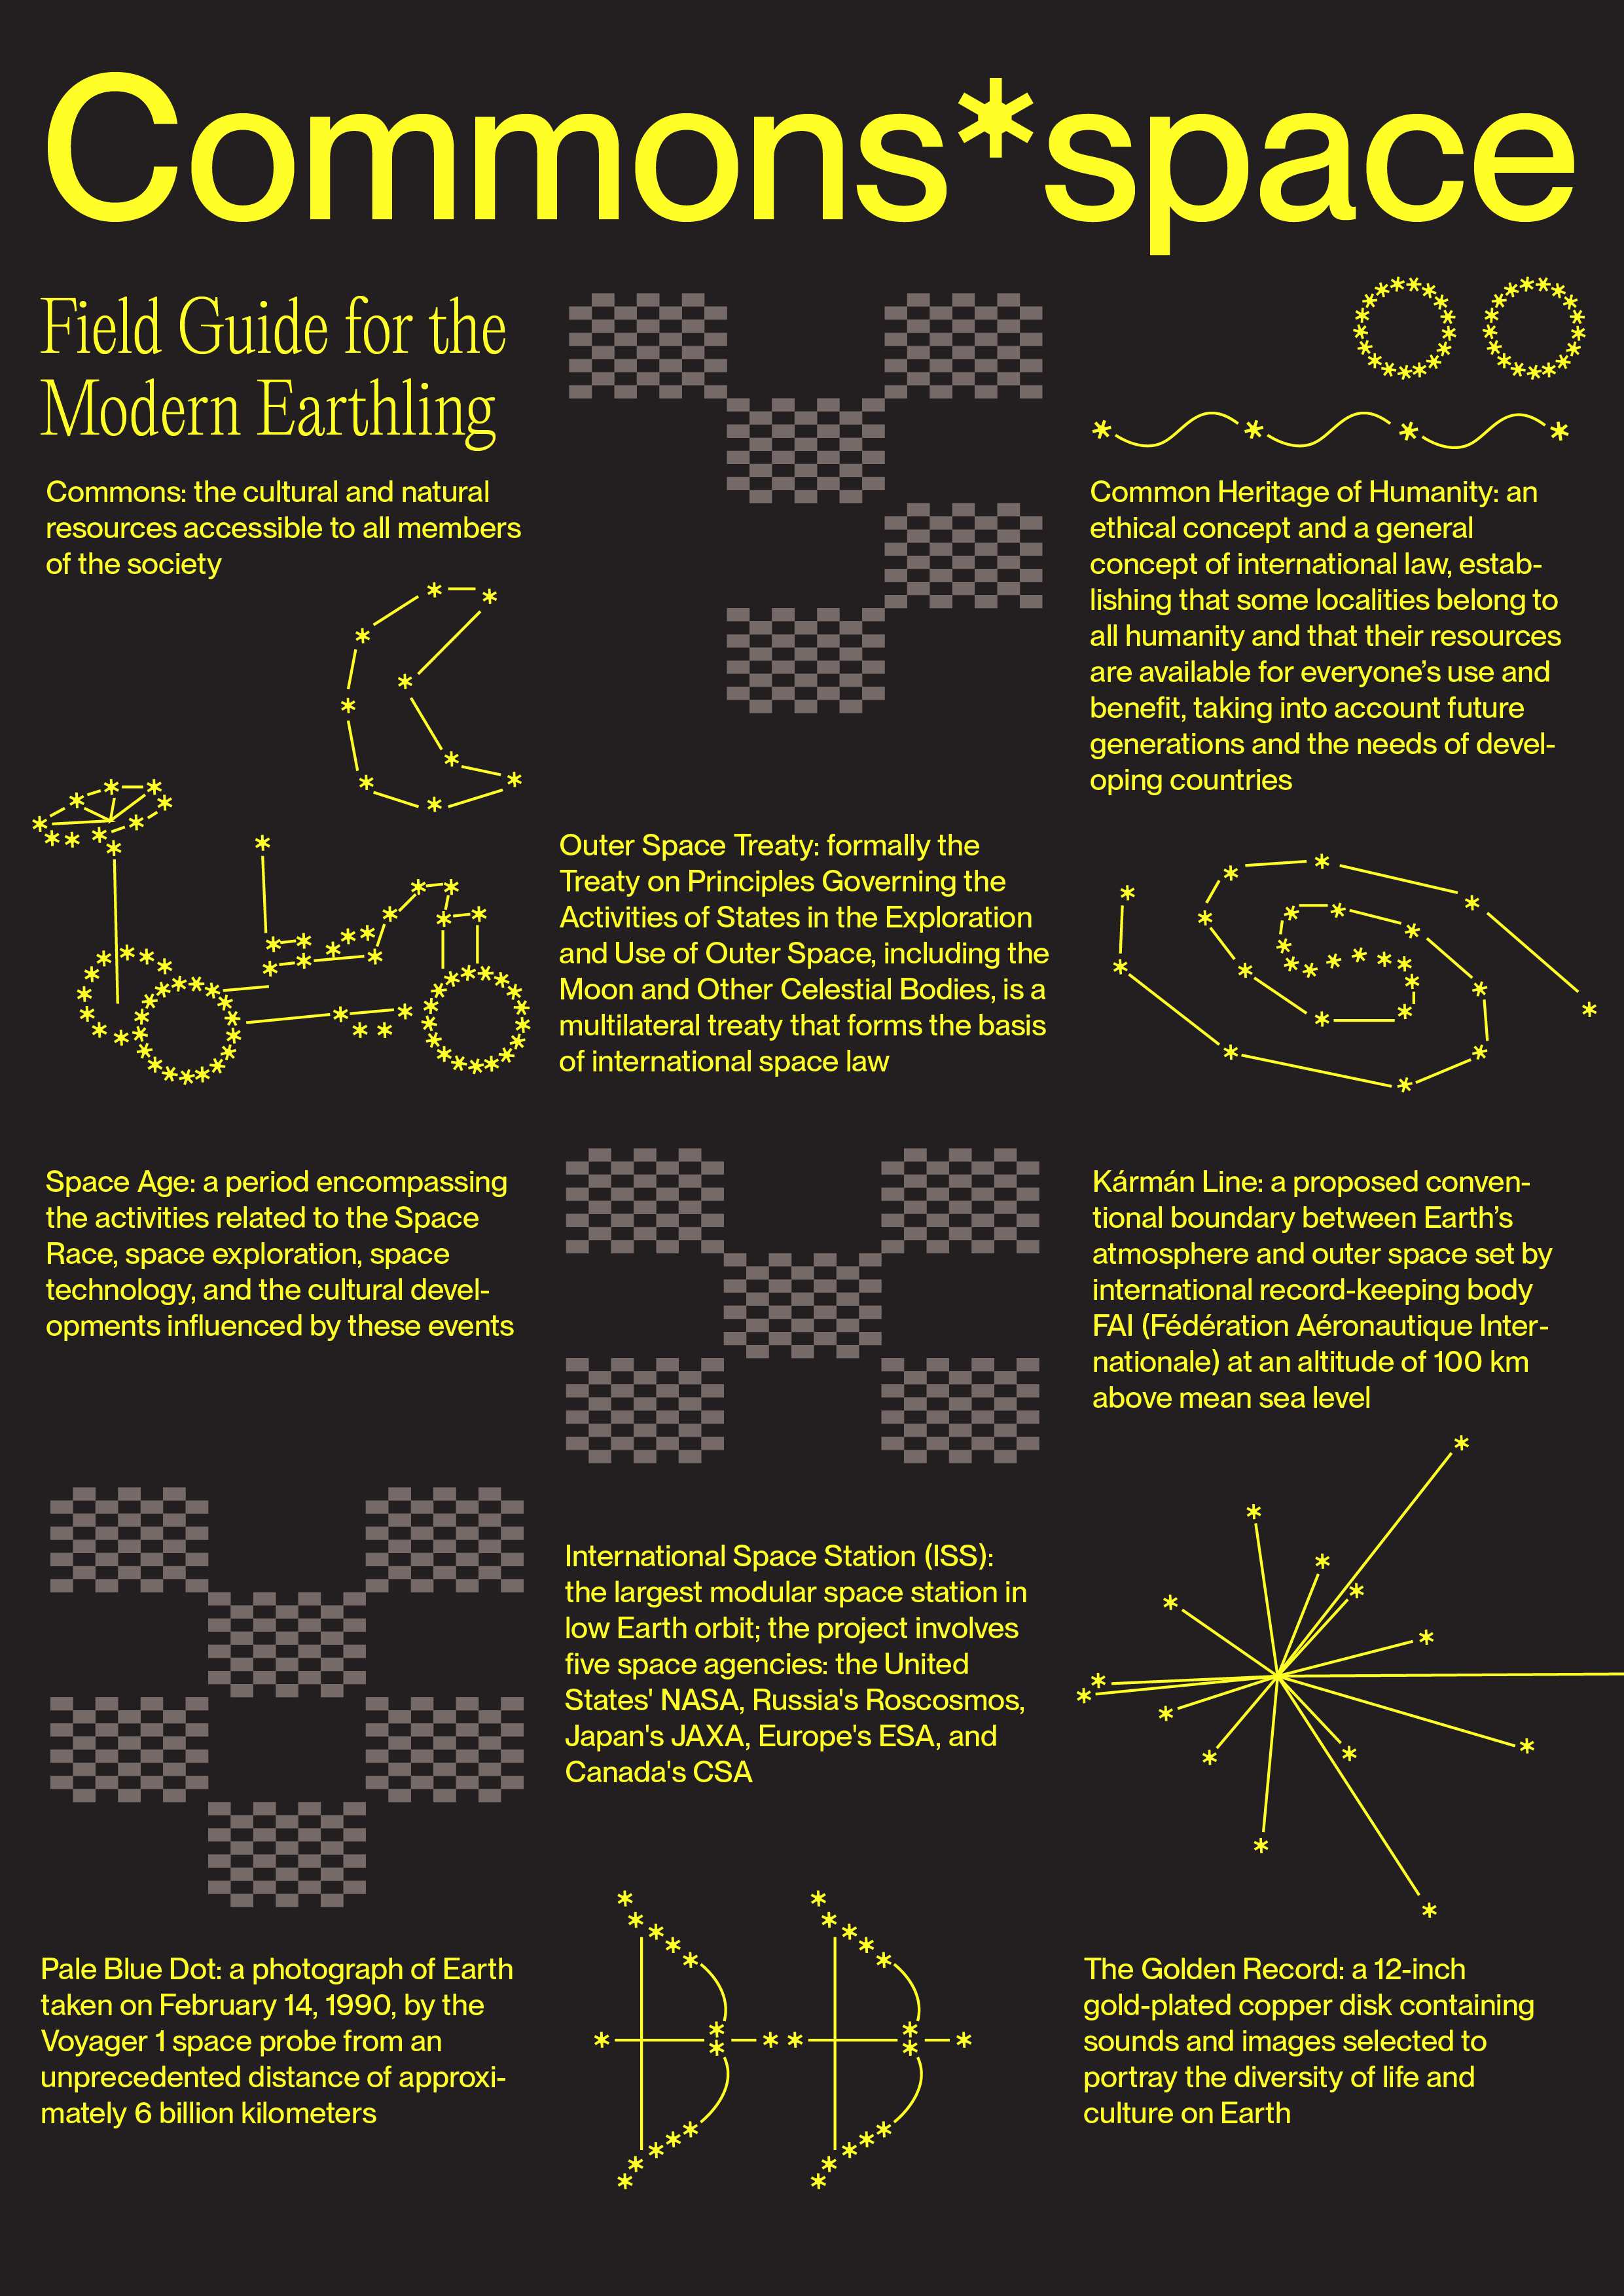 Commons*space
Field Guide for the
Modern Earthling
Commons: the cultural and natural
resources accessible to all members
of the society
Common Heritage of Humanity: an
ethical concept and a general
concept of international law, estab-
lishing that some localities belong to
all humanity and that their resources
are available for everyone’s use and
benefit, taking into account future
generations and the needs of devel-
oping countries
Outer Space Treaty: formally the
Treaty on Principles Governing the
Activities of States in the Exploration
and Use of Outer Space, including the
Moon and Other Celestial Bodies, is a
multilateral treaty that forms the basis
of international space law
Space Age: a period encompassing
the activities related to the Space
Race, space exploration, space
technology, and the cultural devel-
opments influenced by these events
Kármán Line: a proposed conven-
tional boundary between Earth’s
atmosphere and outer space set by
international record-keeping body
FAI (Fédération Aéronautique Inter-
nationale) at an altitude of 100 km
above mean sea level
International Space Station (ISS):
the largest modular space station in
low Earth orbit; the project involves
five space agencies: the United
States' NASA, Russia's Roscosmos,
Japan's JAXA, Europe's ESA, and
Canada's CSA
Pale Blue Dot: a photograph of Earth
taken on February 14, 1990, by the
Voyager 1 space probe from an
unprecedented distance of approxi-
mately 6 billion kilometers
The Golden Record: a 12-inch
gold-plated copper disk containing
sounds and images selected to
portray the diversity of life and
culture on Earth